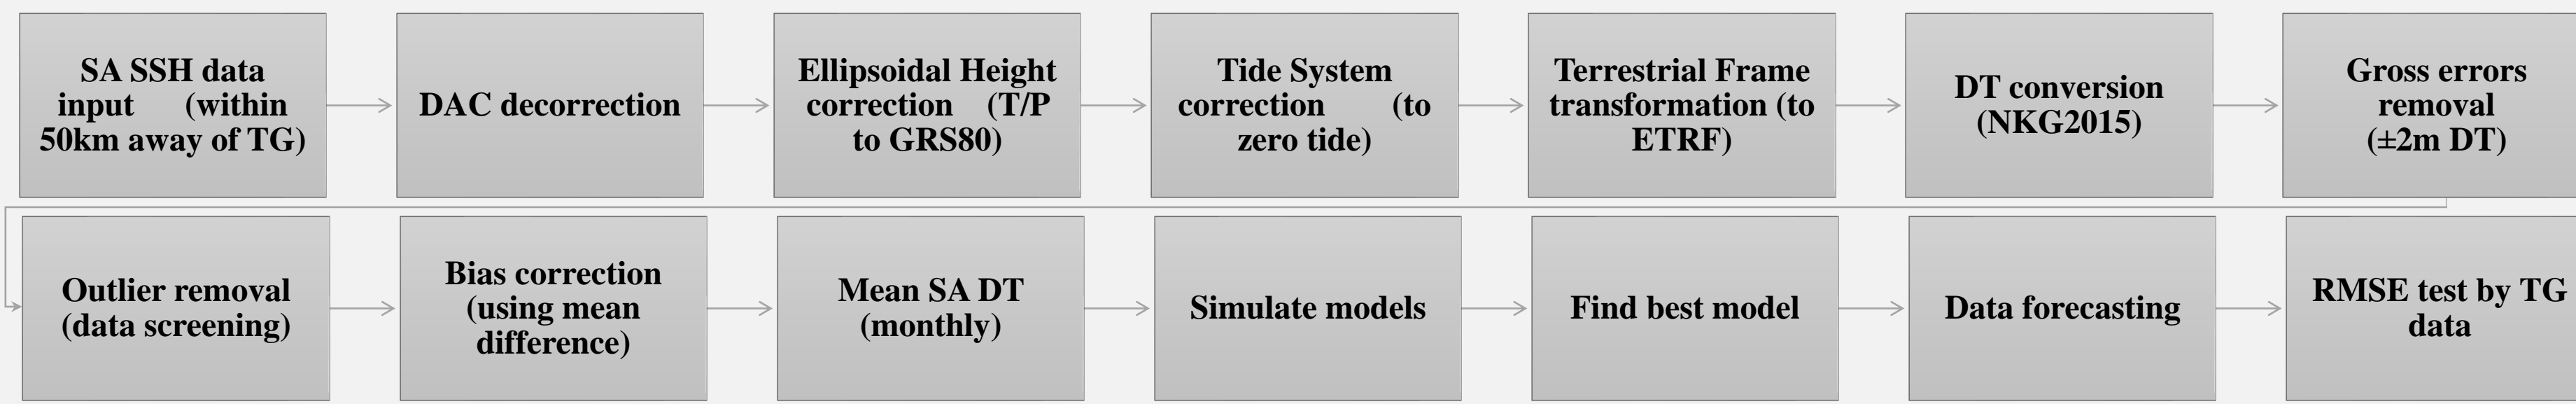 SA SSH data
input (within
50km away of TG)
DAC decorrection
Ellipsoidal Height
correction (T/P
to GRS80)
Tide System
correction (to
zero tide)
Terrestrial Frame
transformation (to
ETRF)
DT conversion
(NKG2015)
Gross errors
removal
(±2m DT)
Outlier removal
(data screening)
Bias correction
(using mean
difference)
Mean SA DT
(monthly)
Simulate models
Find best model
Data forecasting
RMSE test by TG
data